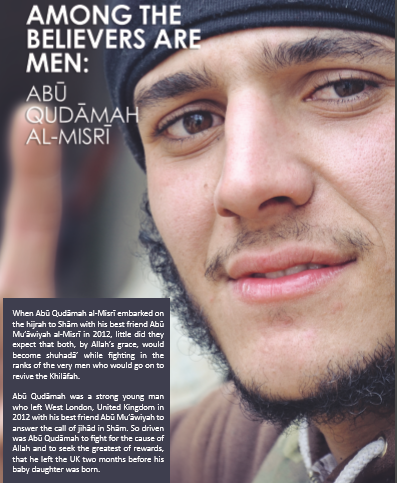 AMONG THE
BELIEVERS ARE
MEN:
ABŪ
QUDĀMAH
AL-MISRĪ
When Abū Qudāmah al-Misrī embarked on
the hijrah to Shām with his best friend Abū
Mu’āwiyah al-Misrī in 2012, little did they
expect that both, by Allah’s grace, would
become shuhadā’ while fighting in the
ranks of the very men who would go on to
revive the Khilāfah.
Abū Qudāmah was a strong young man
who left West London, United Kingdom in
2012 with his best friend Abū Mu’āwiyah to
answer the call of jihād in Shām. So driven
was Abū Qudāmah to fight for the cause of
Allah and to seek the greatest of rewards,
that he left the UK two months before his
baby daughter was born.